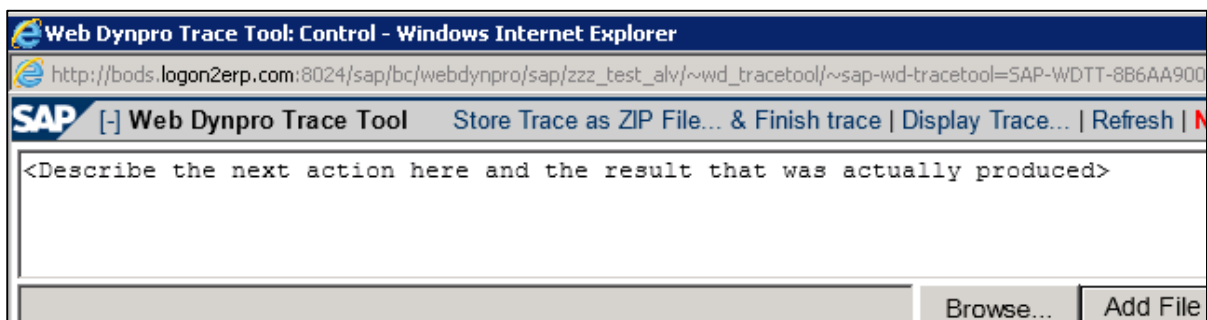 Web Dynpro Trace Tool: Control - Windows Internet Explorer
http://bods.logon2erp.com:8024/sap/bc/webdynpro/sap/zzz_test_alv/~wd_tracetool/~sap-wd-tracetool=SAP-WDTT-8B6AA900
SAP [-] Web Dynpro Trace Tool Store Trace as ZIP File... & Finish trace | Display Trace... | Refresh | N
<Describe the next action here and the result that was actually produced>
Browse... Add File